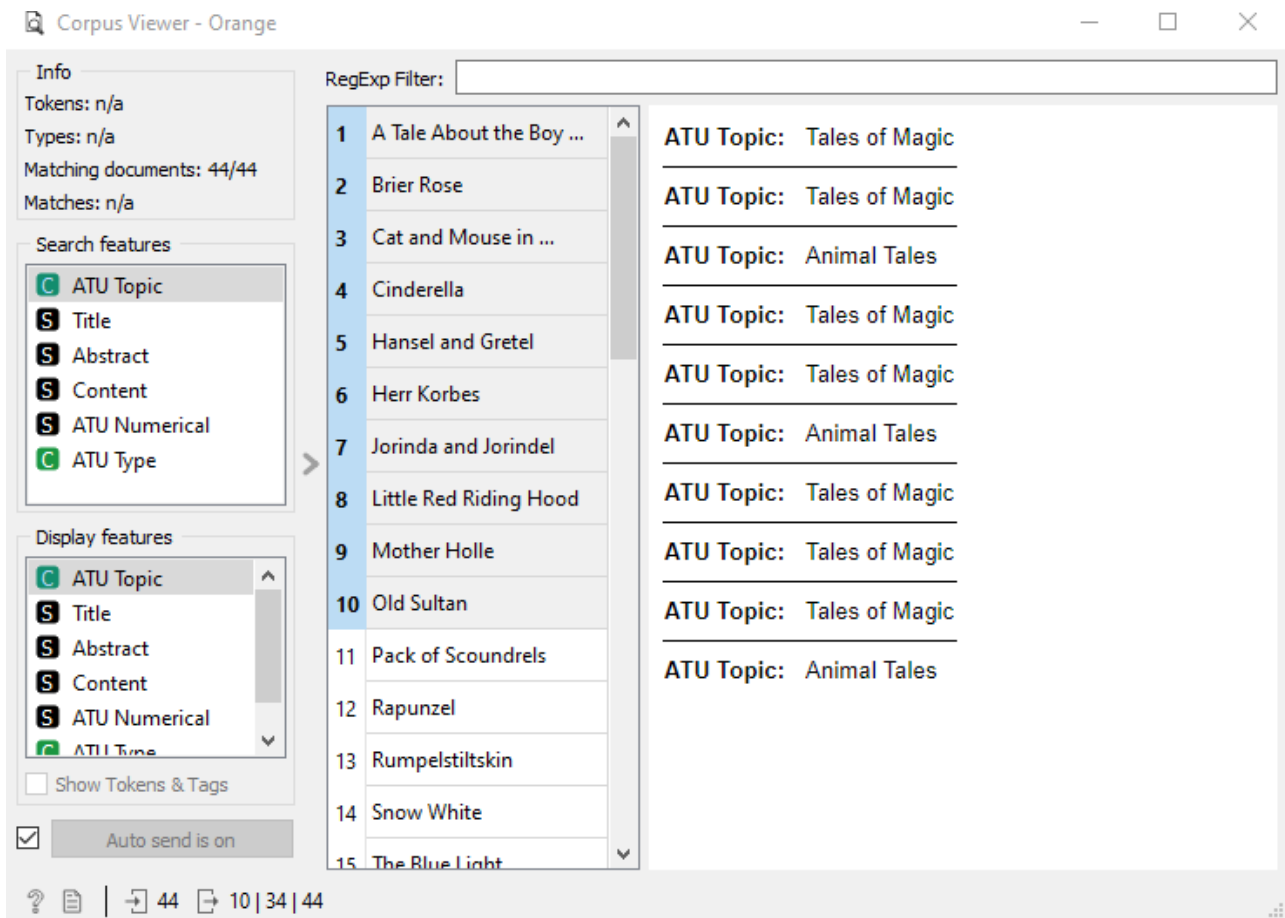 Corpus Viewer - Orange
Info
Tokens: n/a
Types: n/a
Matching documents: 44/44
Matches: n/a
Search features
C ATU Topic
S Title
S Abstract
S Content
S ATU Numerical
C ATU Type
Display features
C ATU Topic
S Title
S Abstract
S Content
S ATU Numerical
C ATU Type
Show Tokens & Tags
Auto send is on
RegExp Filter:
1 A Tale About the Boy ...
2 Brier Rose
3 Cat and Mouse in ...
4 Cinderella
5 Hansel and Gretel
6 Herr Korbes
7 Jorinda and Jorindel
8 Little Red Riding Hood
9 Mother Holle
10 Old Sultan
11 Pack of Scoundrels
12 Rapunzel
13 Rumpelstiltskin
14 Snow White
15 The Blue Light
ATU Topic: Tales of Magic
ATU Topic: Tales of Magic
ATU Topic: Animal Tales
ATU Topic: Tales of Magic
ATU Topic: Tales of Magic
ATU Topic: Animal Tales
ATU Topic: Tales of Magic
ATU Topic: Tales of Magic
ATU Topic: Tales of Magic
ATU Topic: Animal Tales
? 44 10 | 34 | 44